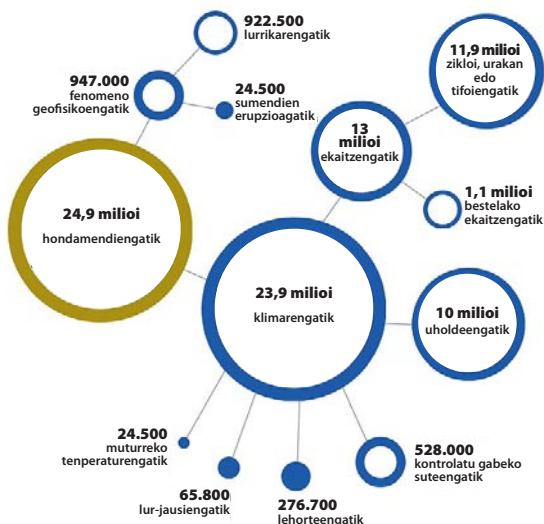 922.500
lurrikarengatik
947.000
fenomeno
geofisikoengatik
24.500
sumendien
erupzioagatik
11,9 milioi
zikloi, urakan
edo
tifoiengatik
13
milioi
ekaitzengatik
1,1 milioi
bestelako
ekaitzengatik
24,9 milioi
hondamendiengatik
23,9 milioi
klimarengatik
10 milioi
uholdeengatik
24.500
muturreko
tenperaturengatik
65.800
lur-jausiengatik
276.700
lehorteengatik
528.000
kontrolatu gabeko
suteengatik